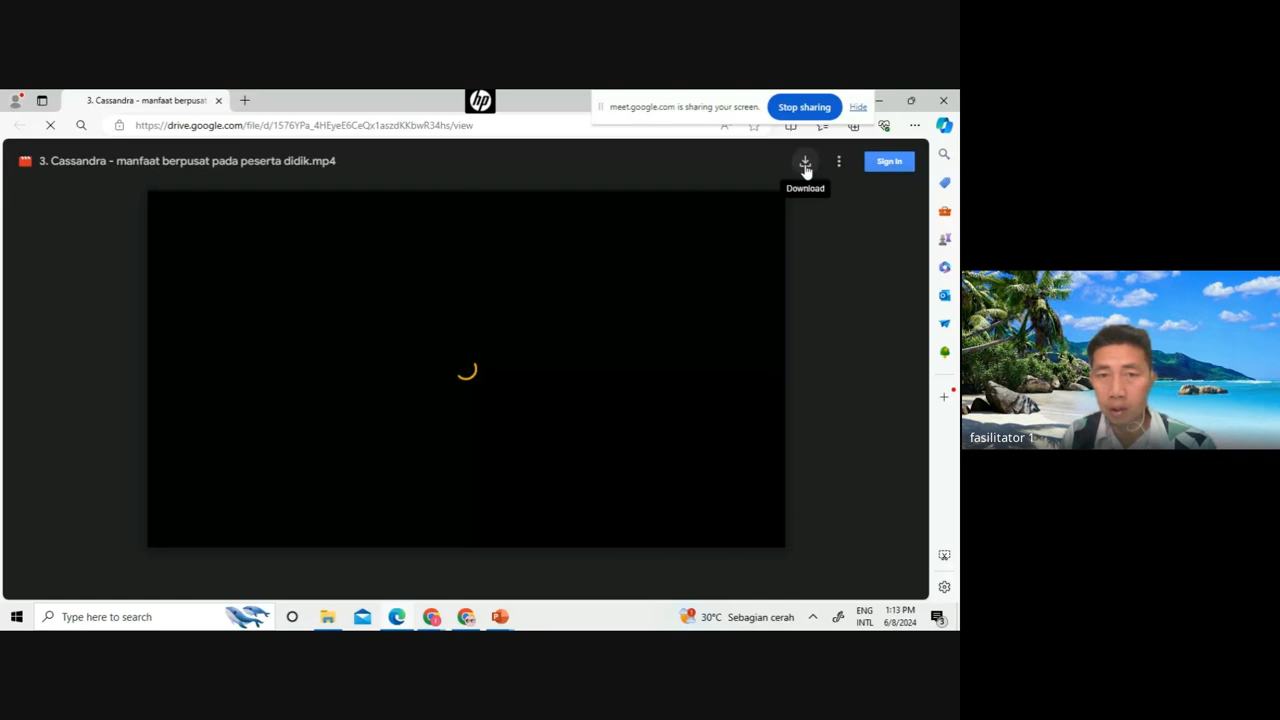 3. Cassandra - manfaat berpusat
hp
meet.google.com is sharing your screen.
Stop sharing
Hide
https://drive.google.com/file/d/1576YPa_4HEyeE6CeQx1aszdKKbwR34hs/view
3. Cassandra - manfaat berpusat pada peserta didik.mp4
Sign in
Download
fasilitator 1
Type here to search
30°C Sebagian cerah
ENG
INTL
1:13 PM
6/8/2024
3